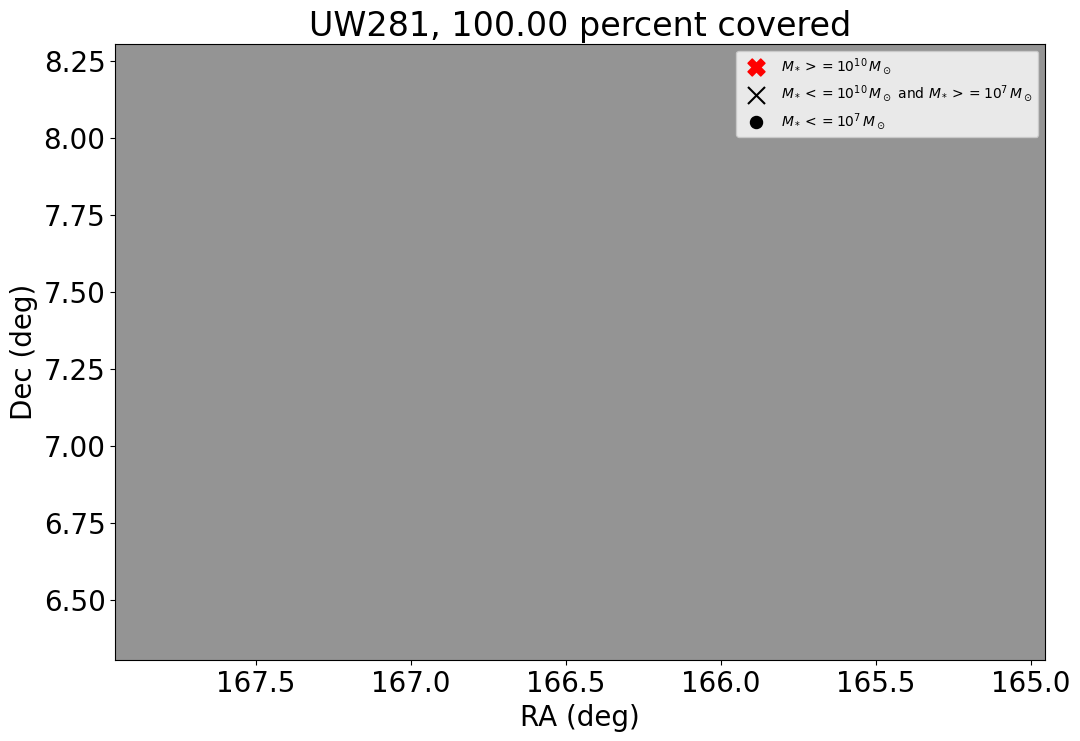 UW281, 100.00 percent covered
M* >= 10^10 M⊙
M* <= 10^10 M⊙ and M* >= 10^7 M⊙
M* <= 10^7 M⊙
8.25
8.00
7.75
7.50
7.25
7.00
6.75
6.50
Dec (deg)
167.5 167.0 166.5 166.0 165.5 165.0
RA (deg)